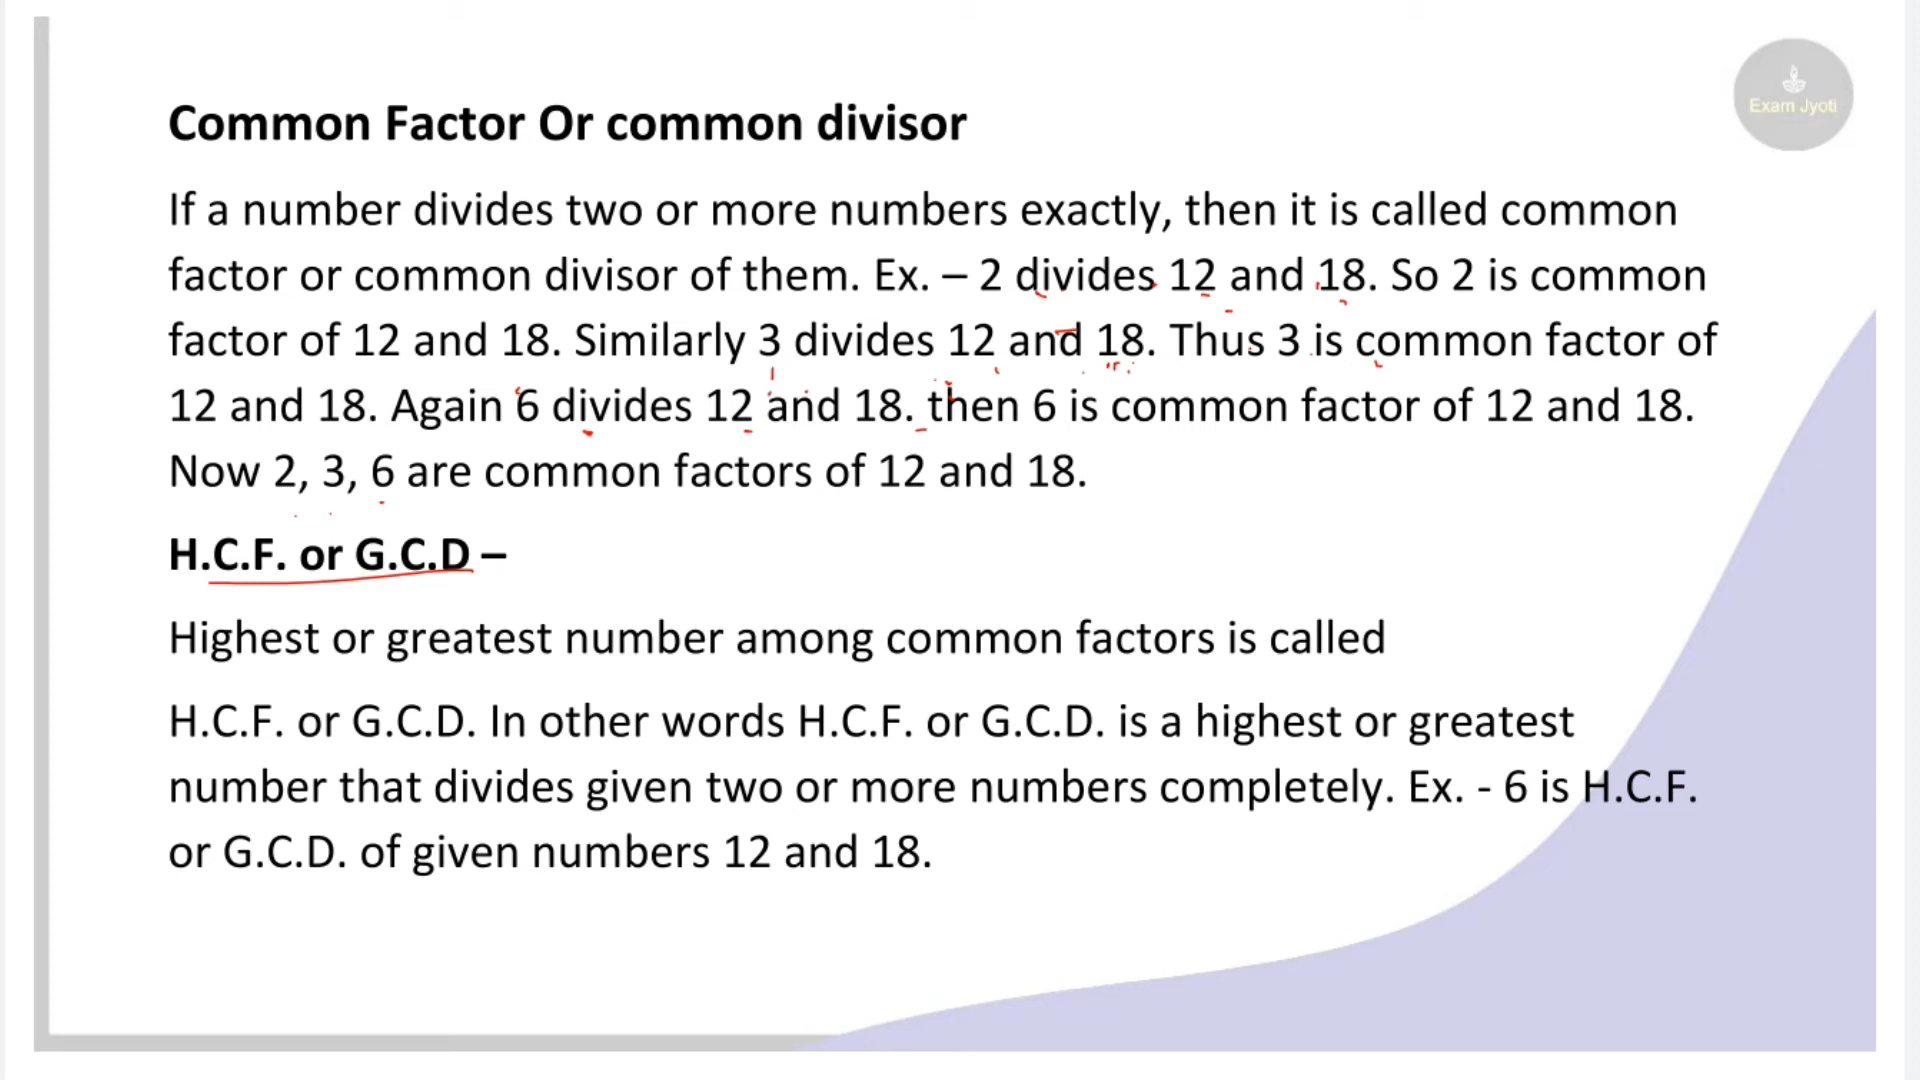 Exam Jyoti
Common Factor Or common divisor
If a number divides two or more numbers exactly, then it is called common
factor or common divisor of them. Ex. – 2 divides 12 and 18. So 2 is common
factor of 12 and 18. Similarly 3 divides 12 and 18. Thus 3 is common factor of
12 and 18. Again 6 divides 12 and 18. then 6 is common factor of 12 and 18.
Now 2, 3, 6 are common factors of 12 and 18.
H.C.F. or G.C.D –
Highest or greatest number among common factors is called
H.C.F. or G.C.D. In other words H.C.F. or G.C.D. is a highest or greatest
number that divides given two or more numbers completely. Ex. - 6 is H.C.F.
or G.C.D. of given numbers 12 and 18.